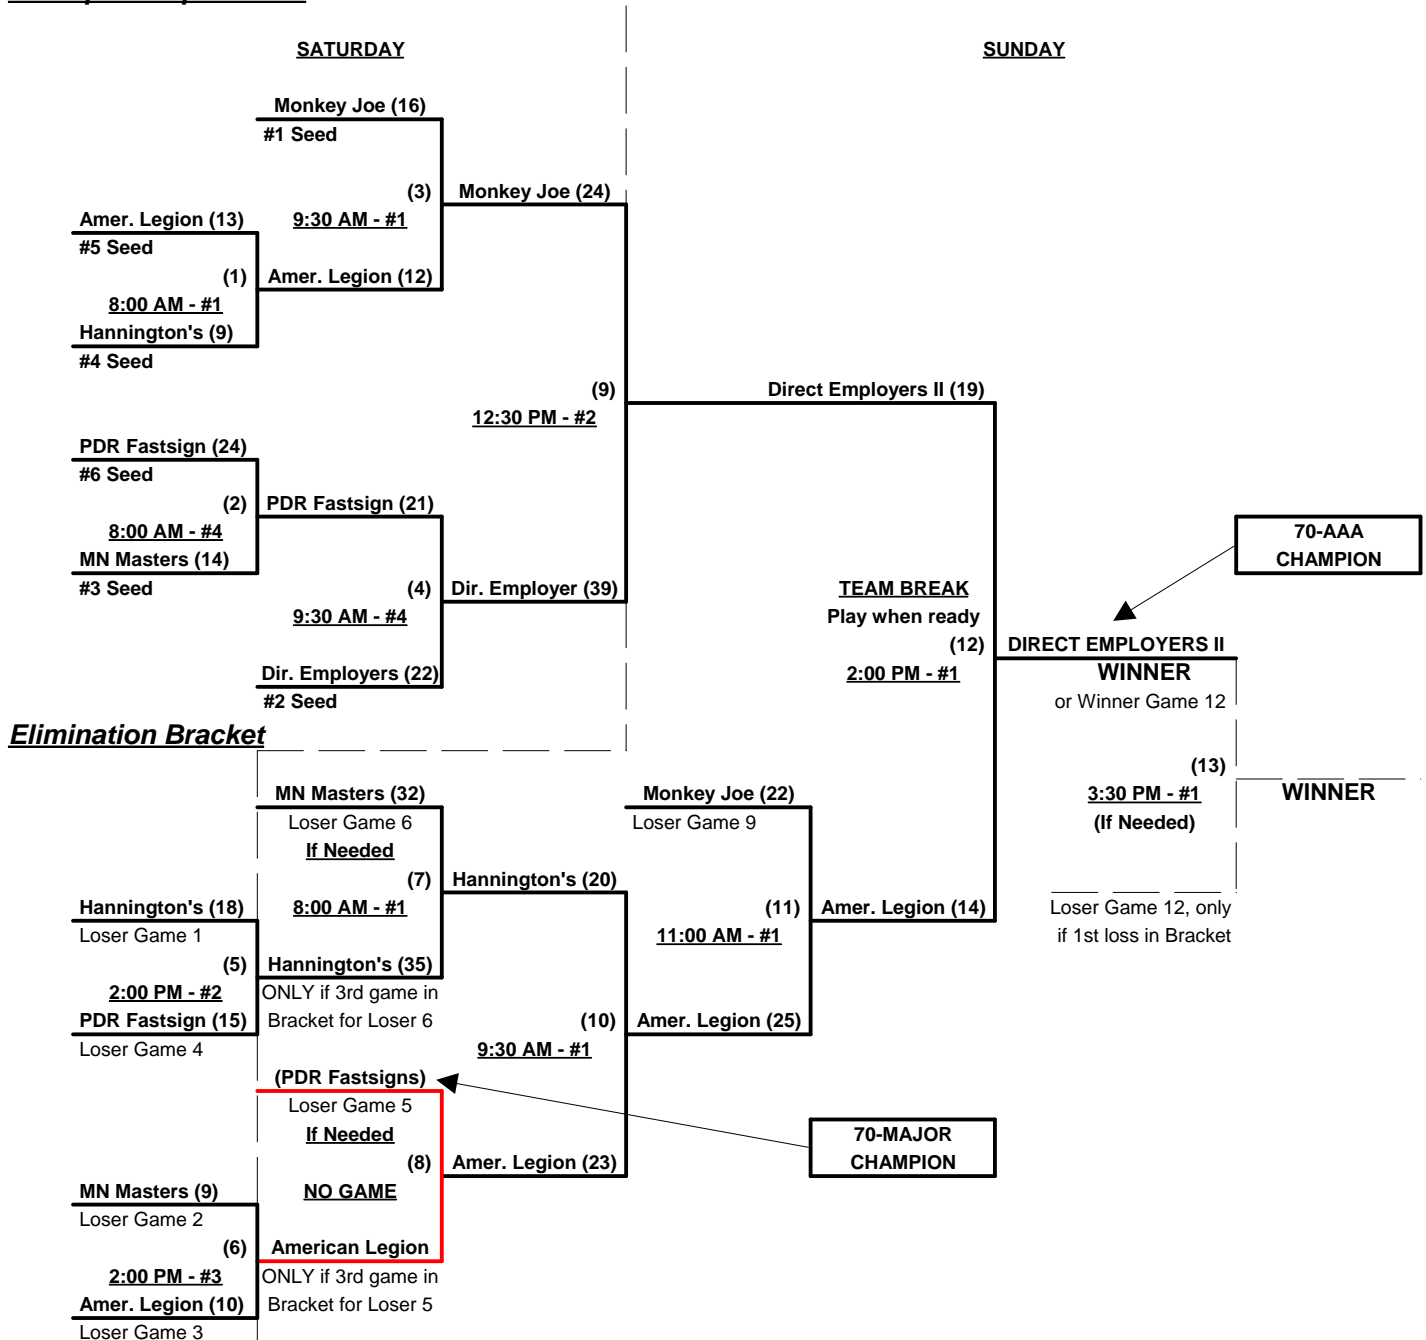 SATURDAY
SUNDAY
Monkey Joe (16)
#1 Seed
(3)
Monkey Joe (24)
9:30 AM - #1
Amer. Legion (13)
#5 Seed
(1)
Amer. Legion (12)
8:00 AM - #1
Hannington's (9)
#4 Seed
(9)
Direct Employers II (19)
12:30 PM - #2
PDR Fastsign (24)
#6 Seed
(2)
PDR Fastsign (21)
8:00 AM - #4
MN Masters (14)
#3 Seed
(4)
Dir. Employer (39)
9:30 AM - #4
Dir. Employers (22)
#2 Seed
70-AAA
CHAMPION
TEAM BREAK
Play when ready
(12)
DIRECT EMPLOYERS II
2:00 PM - #1
WINNER
or Winner Game 12
Elimination Bracket
(13)
3:30 PM - #1
WINNER
(If Needed)
MN Masters (32)
Loser Game 6
If Needed
(7)
Hannington's (20)
8:00 AM - #1
Monkey Joe (22)
Loser Game 9
Hannington's (18)
Loser Game 1
(5)
Hannington's (35)
2:00 PM - #2
ONLY if 3rd game in
PDR Fastsign (15)
Bracket for Loser 6
Loser Game 4
(11)
Amer. Legion (14)
11:00 AM - #1
Loser Game 12, only
if 1st loss in Bracket
(10)
Amer. Legion (25)
9:30 AM - #1
(PDR Fastsigns)
Loser Game 5
If Needed
(8)
Amer. Legion (23)
NO GAME
70-MAJOR
CHAMPION
MN Masters (9)
Loser Game 2
(6)
American Legion
2:00 PM - #3
ONLY if 3rd game in
Amer. Legion (10)
Bracket for Loser 5
Loser Game 3